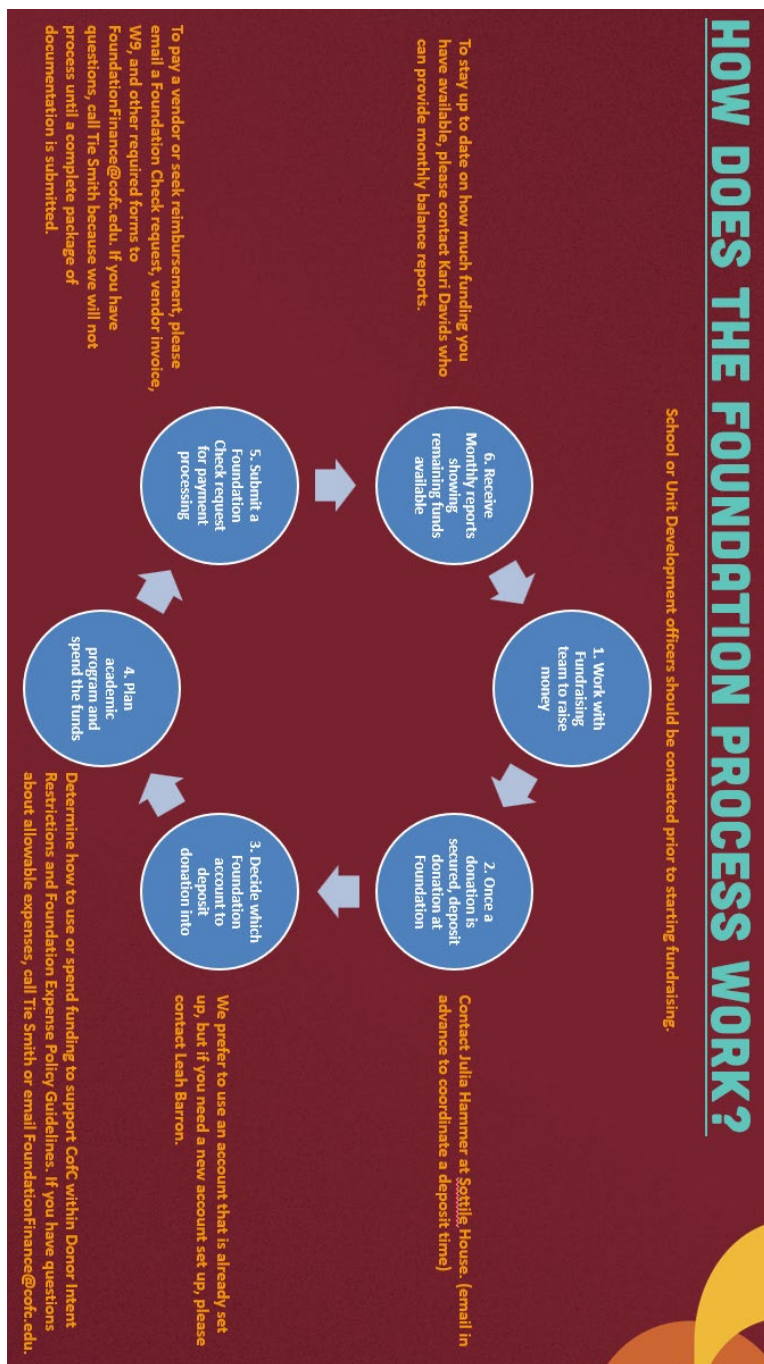 HOW DOES THE FOUNDATION PROCESS WORK?
School or Unit Development officers should be contacted prior to starting fundraising.
1. Work with
Fundraising
team to raise
money
2. Once a
donation is
secured, deposit
donation at
Foundation
Contact Julia Hammer at Sottile House. (email in
advance to coordinate a deposit time)
3. Decide which
Foundation
account to
deposit
donation into
We prefer to use an account that is already set
up, but if you need a new account set up, please
contact Leah Barron.
4. Plan
academic
program and
spend the funds
Determine how to use or spend funding to support CofC within Donor Intent
Restrictions and Foundation Expense Policy Guidelines. If you have questions
about allowable expenses, call Tie Smith or email FoundationFinance@cofc.edu.
5. Submit a
Foundation
Check request
for payment
processing
To pay a vendor or seek reimbursement, please
email a Foundation Check request, vendor invoice,
W9, and other required forms to
FoundationFinance@cofc.edu. If you have
questions, call Tie Smith because we will not
process until a complete package of
documentation is submitted.
6. Receive
Monthly reports
showing
remaining funds
available
To stay up to date on how much funding you
have available, please contact Kari Davids who
can provide monthly balance reports.